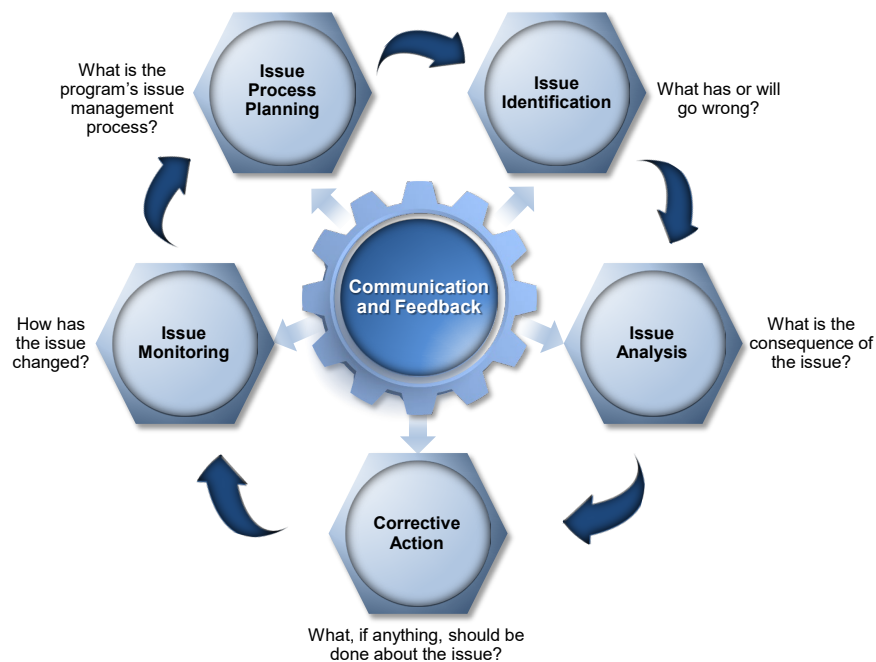 Issue
Process
Planning
What is the
program's issue
management
process?
Issue
Identification
What has or will
go wrong?
Communication
and Feedback
Issue
Analysis
What is the
consequence of
the issue?
Corrective
Action
What, if anything, should be
done about the issue?
Issue
Monitoring
How has
the issue
changed?